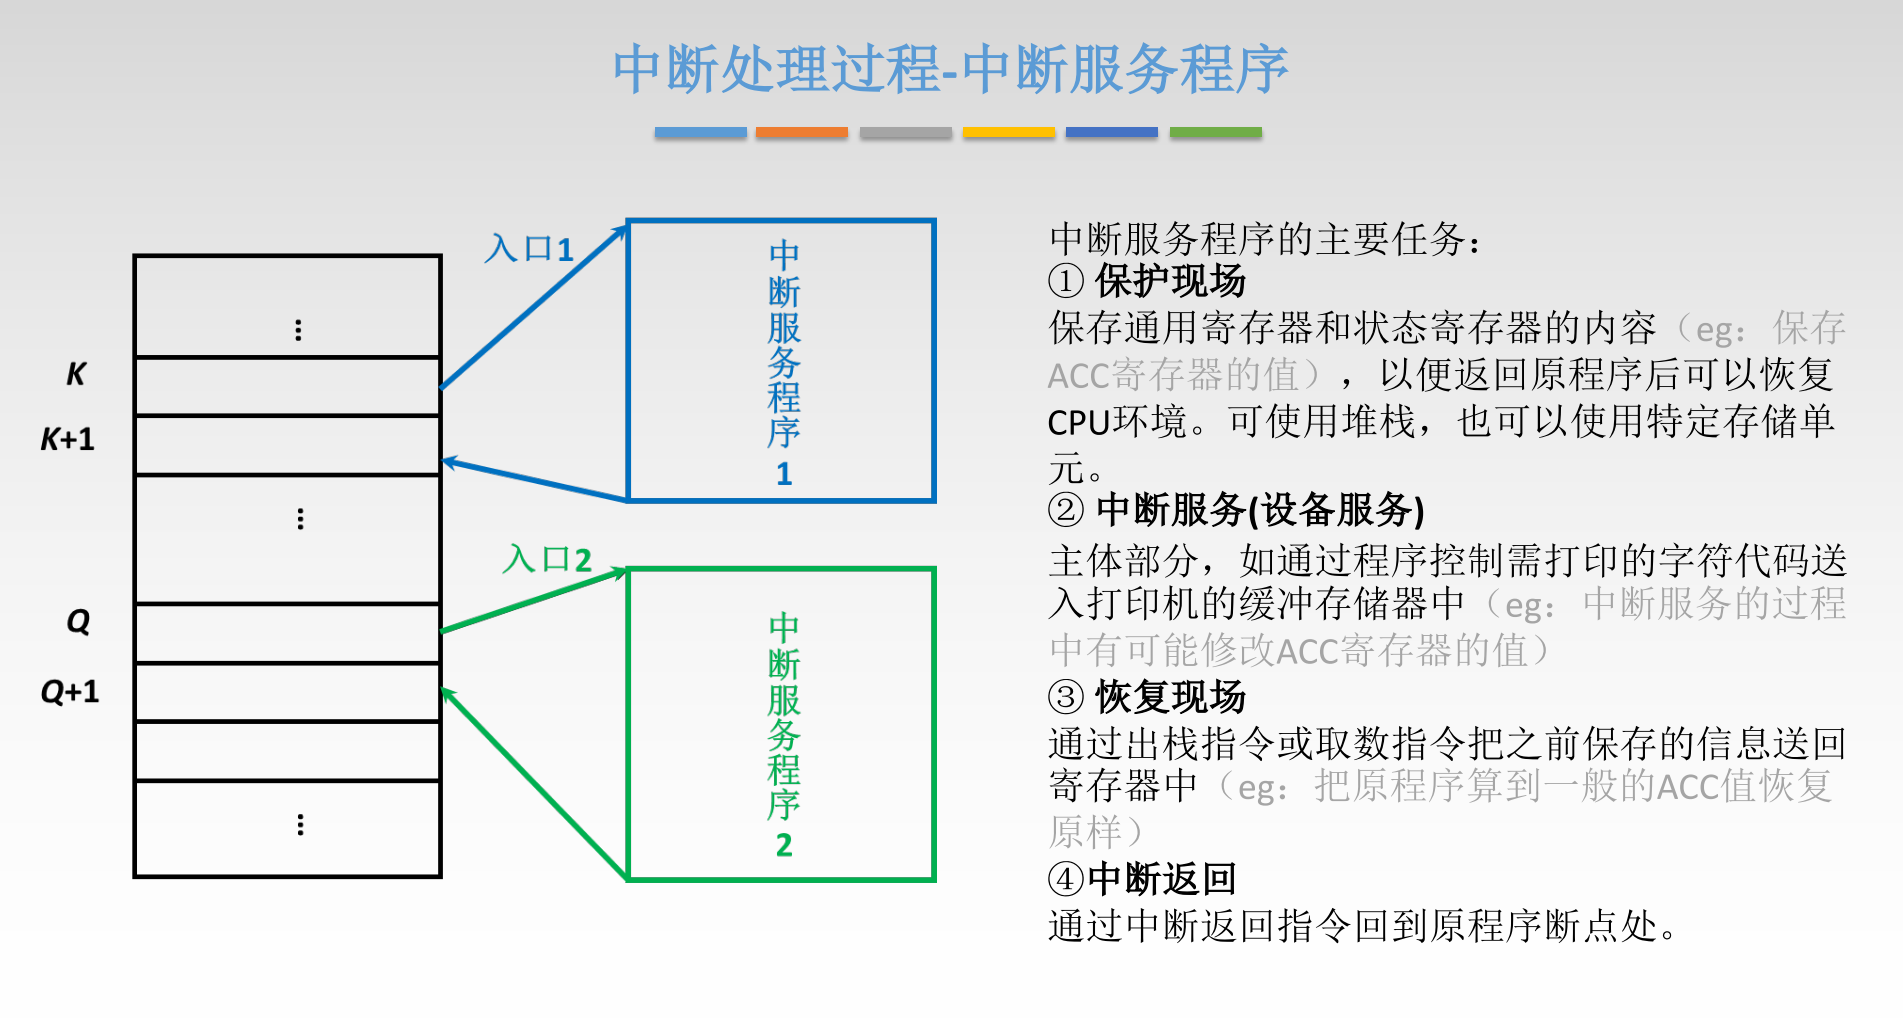 中断处理过程-中断服务程序
入口1
中断服务程序1
K
K+1
入口2
中断服务程序2
Q
Q+1
中断服务程序的主要任务：
① 保护现场
保存通用寄存器和状态寄存器的内容（eg：保存
ACC寄存器的值），以便返回原程序后可以恢复
CPU环境。可使用堆栈，也可以使用特定存储单
元。
② 中断服务(设备服务)
主体部分，如通过程序控制需打印的字符代码送
入打印机的缓冲存储器中（eg：中断服务的过程
中有可能修改ACC寄存器的值）
③ 恢复现场
通过出栈指令或取数指令把之前保存的信息送回
寄存器中（eg：把原程序算到一般的ACC值恢复
原样）
④中断返回
通过中断返回指令回到原程序断点处。